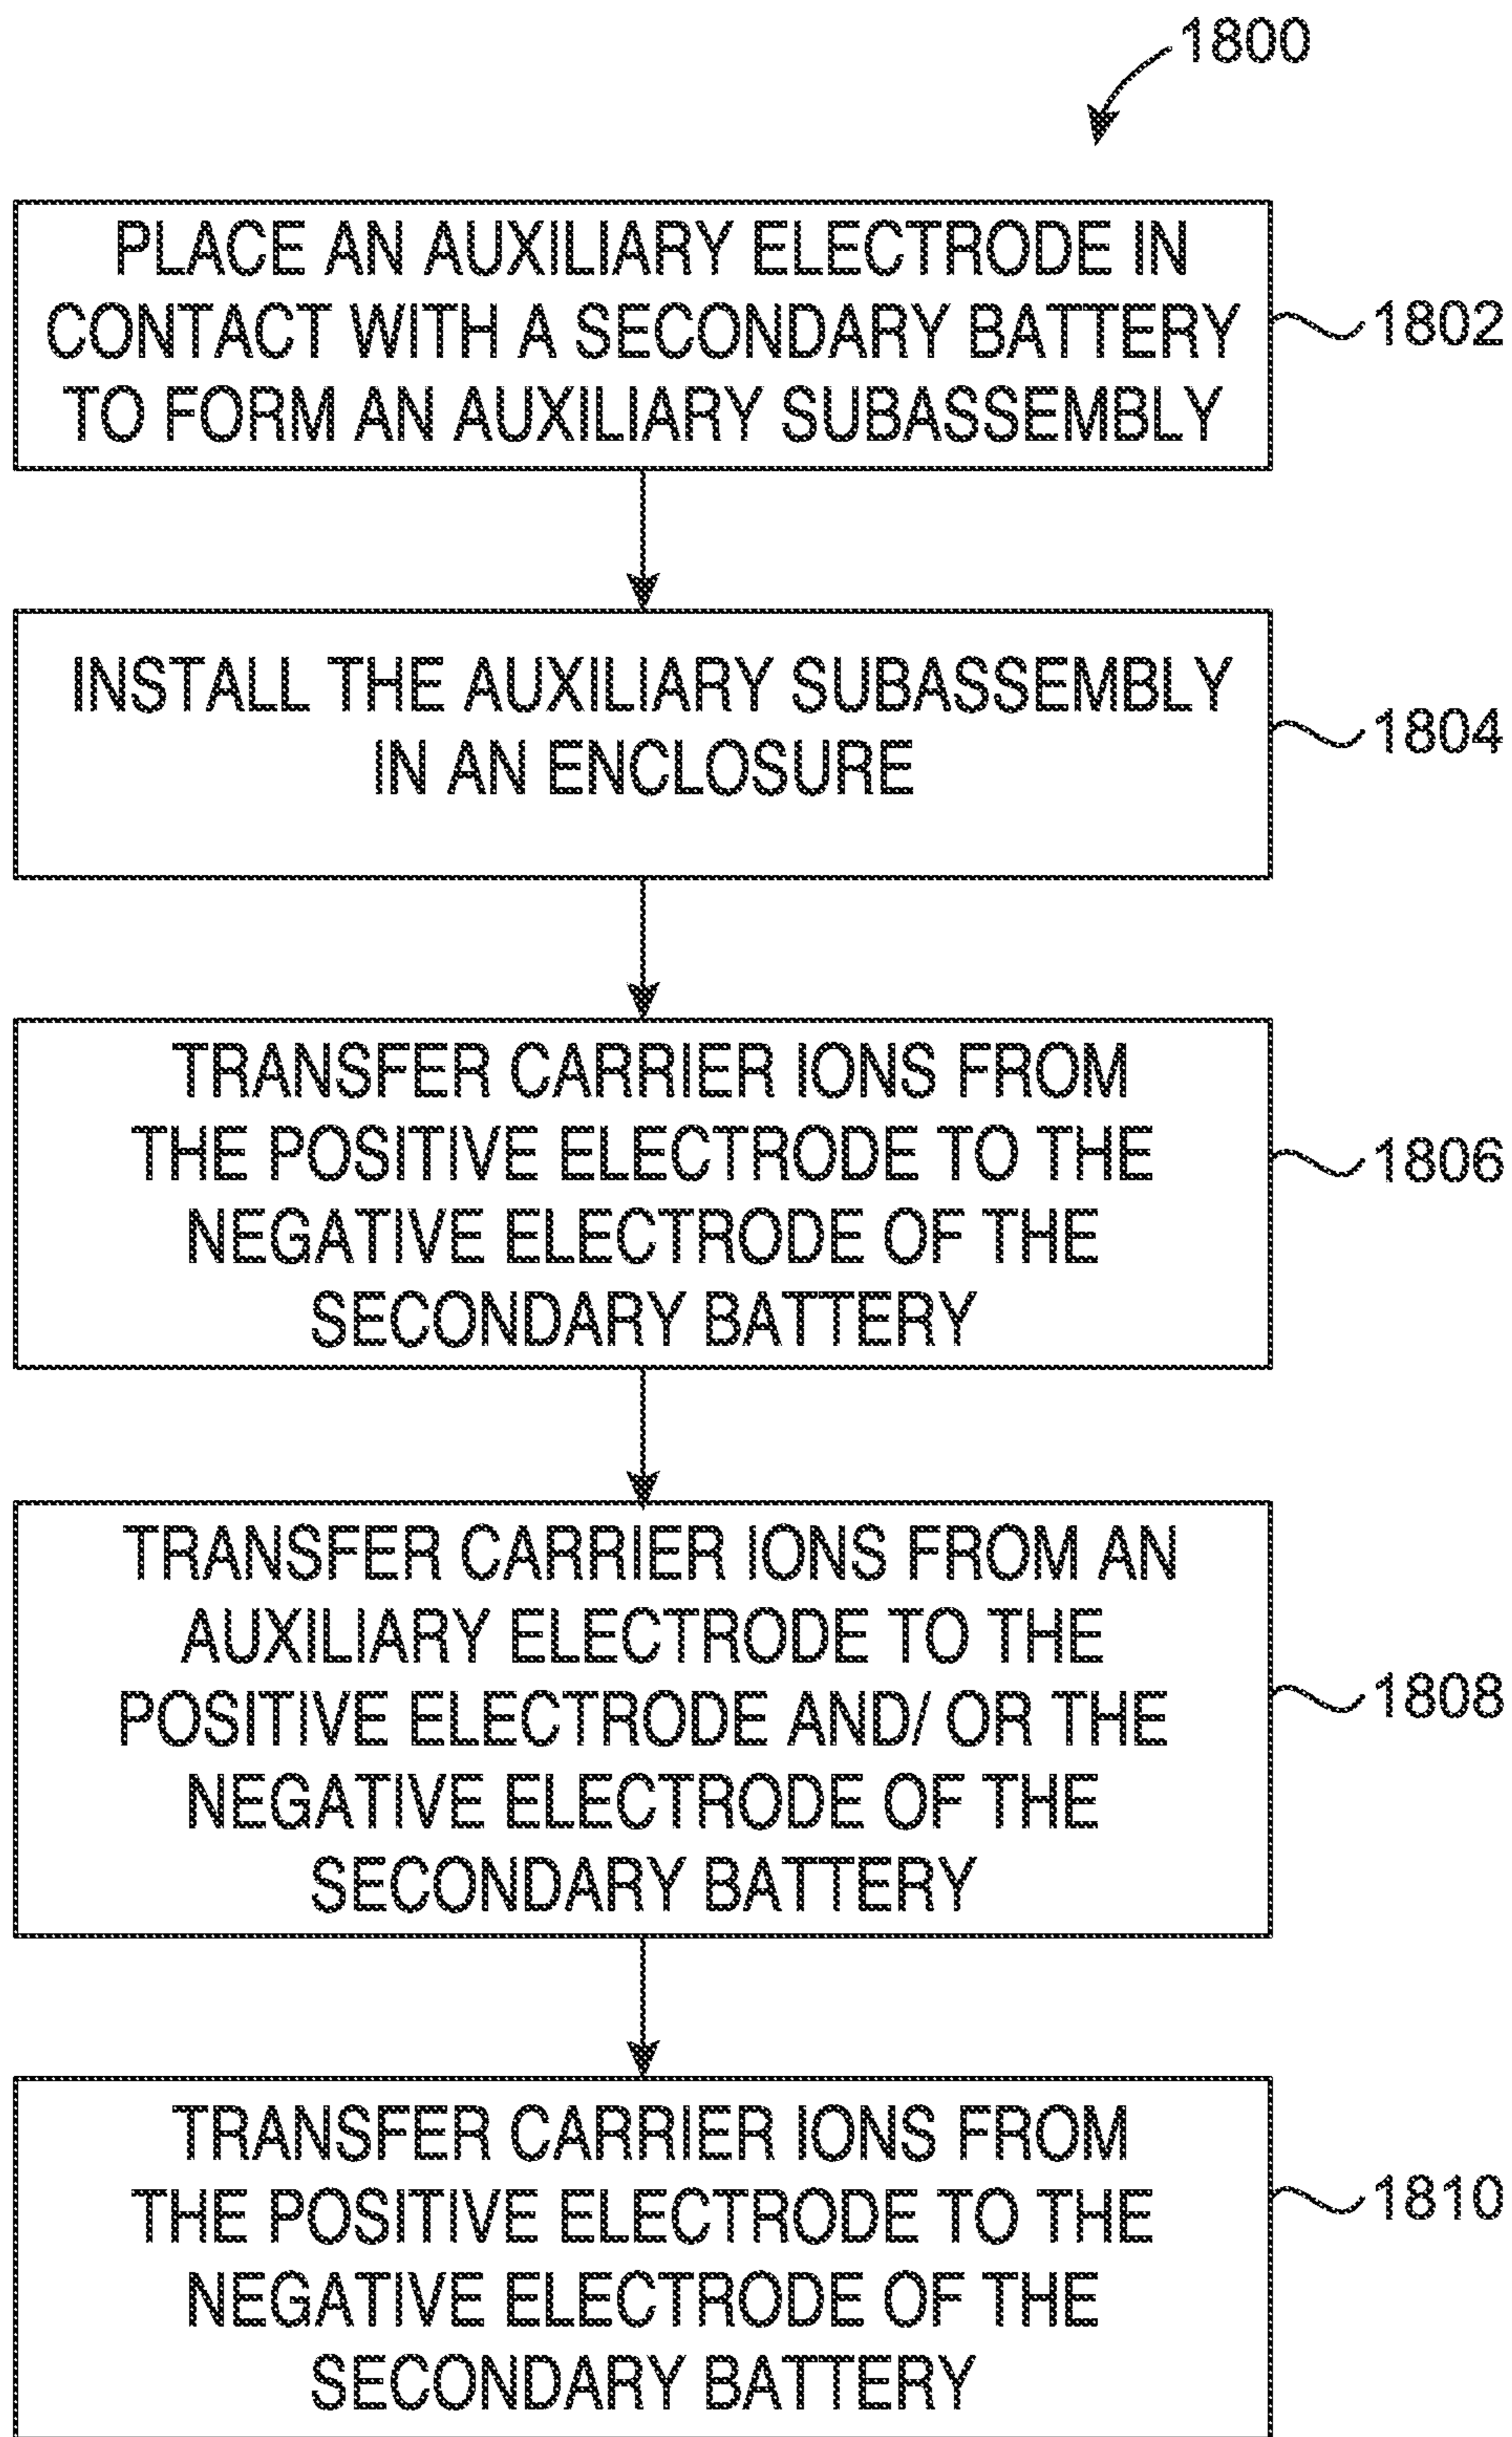 1800
PLACE AN AUXILIARY ELECTRODE IN
CONTACT WITH A SECONDARY BATTERY
TO FORM AN AUXILIARY SUBASSEMBLY
1802
INSTALL THE AUXILIARY SUBASSEMBLY
IN AN ENCLOSURE
1804
TRANSFER CARRIER IONS FROM
THE POSITIVE ELECTRODE TO THE
NEGATIVE ELECTRODE OF THE
SECONDARY BATTERY
1806
TRANSFER CARRIER IONS FROM AN
AUXILIARY ELECTRODE TO THE
POSITIVE ELECTRODE AND/ OR THE
NEGATIVE ELECTRODE OF THE
SECONDARY BATTERY
1808
TRANSFER CARRIER IONS FROM
THE POSITIVE ELECTRODE TO THE
NEGATIVE ELECTRODE OF THE
SECONDARY BATTERY
1810